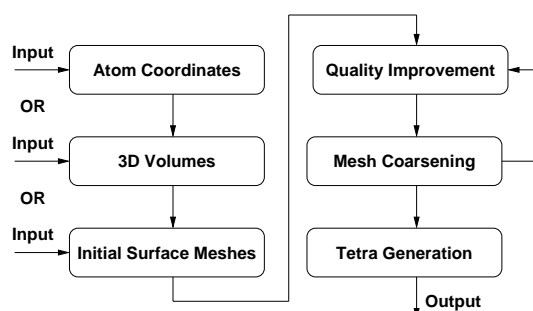 Input
Atom Coordinates
OR
Input
3D Volumes
OR
Input
Initial Surface Meshes
Quality Improvement
Mesh Coarsening
Tetra Generation
Output